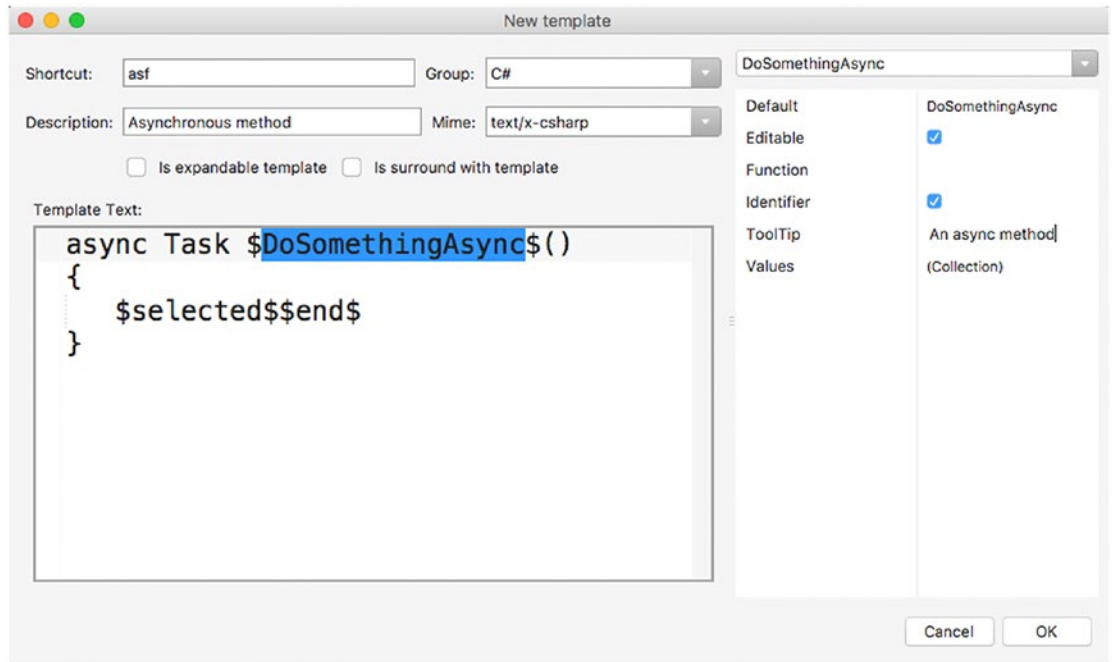 New template
Shortcut: asf Group: C#
Description: Asynchronous method Mime: text/x-csharp
Is expandable template Is surround with template
Template Text:
async Task $DoSomethingAsync$()
{
$selected$$end$
}
DoSomethingAsync
Default DoSomethingAsync
Editable
Function
Identifier
ToolTip An async method
Values (Collection)
Cancel OK